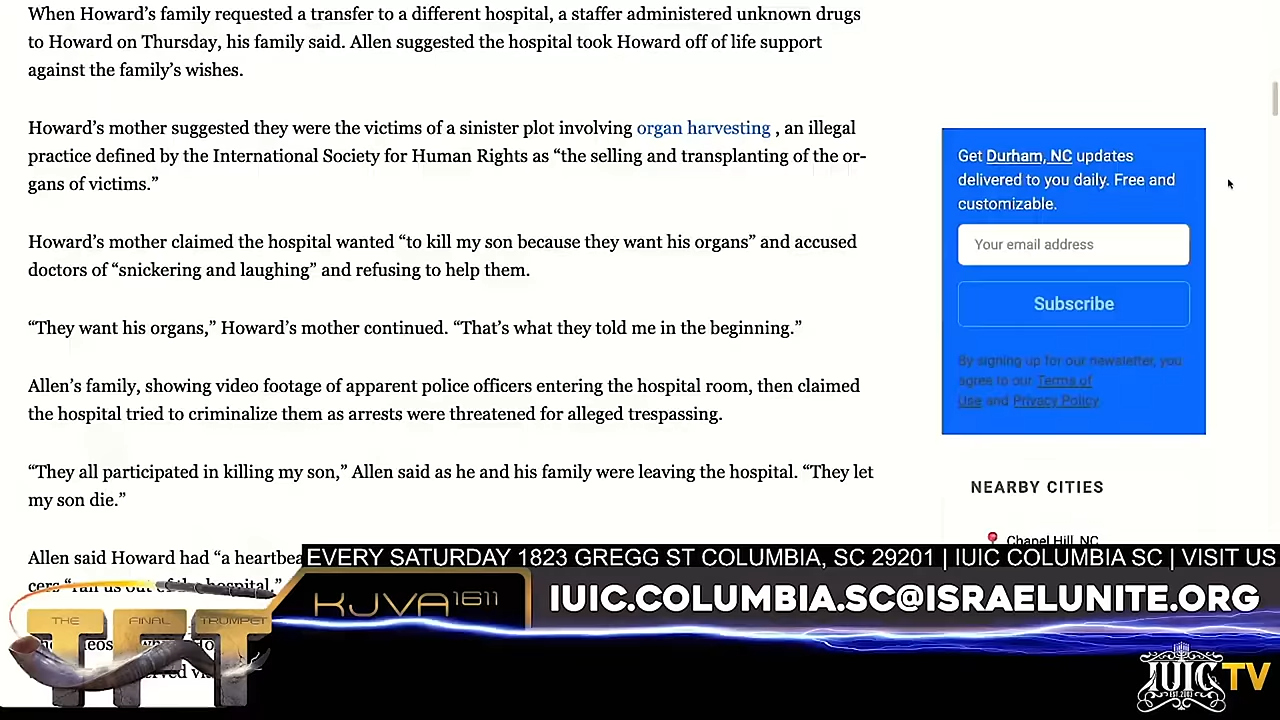 When Howard’s family requested a transfer to a different hospital, a staffer administered unknown drugs
to Howard on Thursday, his family said. Allen suggested the hospital took Howard off of life support
against the family’s wishes.
Howard’s mother suggested they were the victims of a sinister plot involving organ harvesting , an illegal
practice defined by the International Society for Human Rights as “the selling and transplanting of the or-
gans of victims.”
Howard’s mother claimed the hospital wanted “to kill my son because they want his organs” and accused
doctors of “snickering and laughing” and refusing to help them.
“They want his organs,” Howard’s mother continued. “That’s what they told me in the beginning.”
Allen’s family, showing video footage of apparent police officers entering the hospital room, then claimed
the hospital tried to criminalize them as arrests were threatened for alleged trespassing.
“They all participated in killing my son,” Allen said as he and his family were leaving the hospital. “They let
my son die.”
Allen said Howard had “a heartbea
cers “ran us out of the hospital.”
Get Durham, NC updates
delivered to you daily. Free and
customizable.
Your email address
Subscribe
By signing up for our newsletter, you
agree to our Terms of
Use and Privacy Policy.
NEARBY CITIES
Chapel Hill, NC
EVERY SATURDAY 1823 GREGG ST COLUMBIA, SC 29201 | IUIC COLUMBIA SC | VISIT US
KJVA 1611
IUIC.COLUMBIA.SC@ISRAELUNITE.ORG
THE FINAL TRUMPET
TFT
IUIC TV
EST. 2003